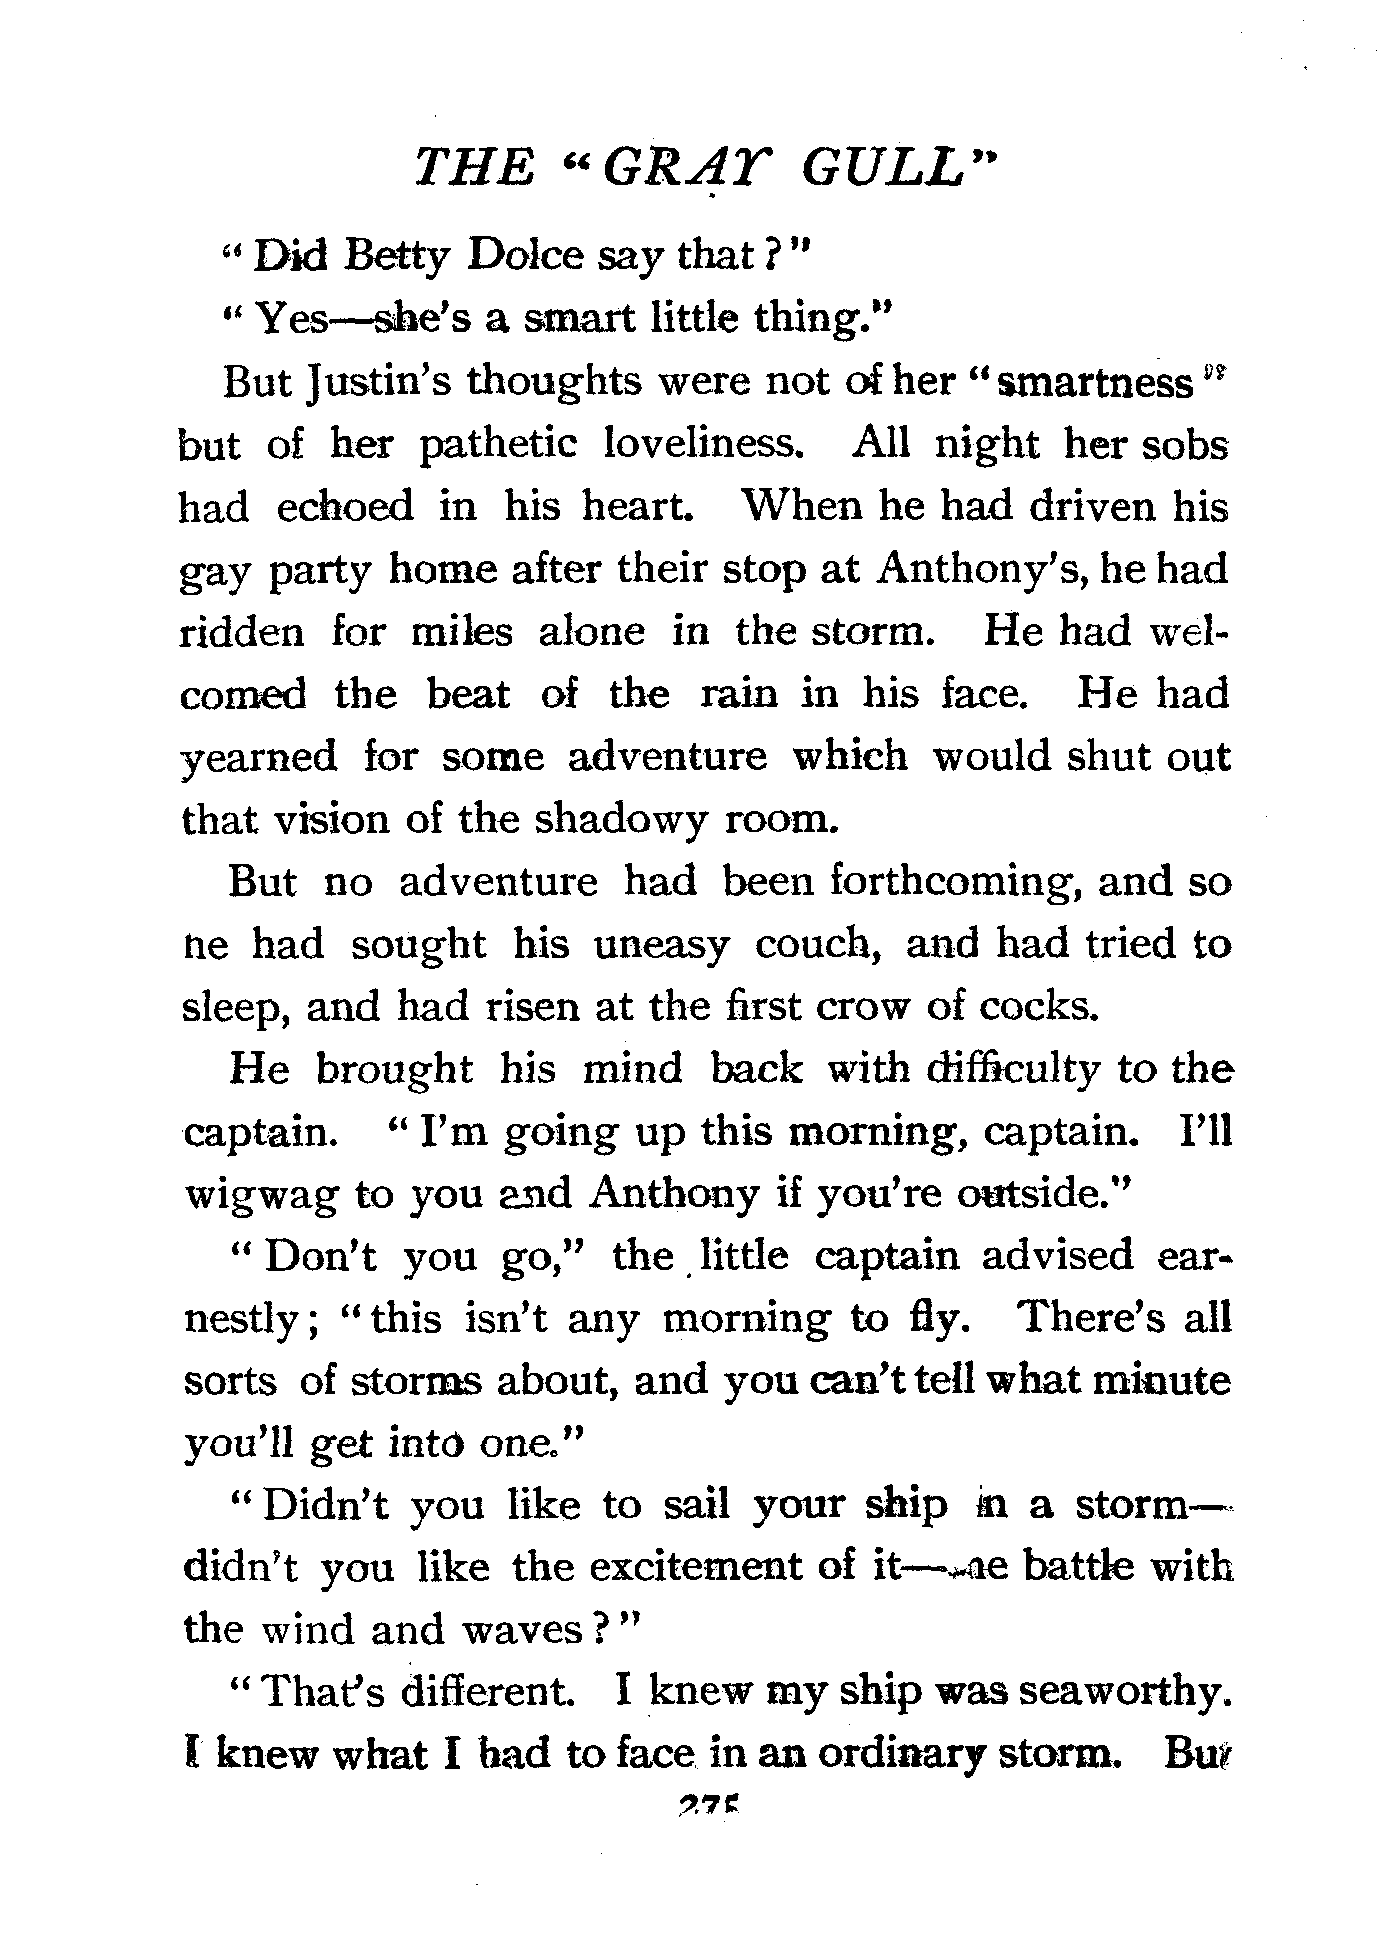 THE "GRAY GULL"
"Did Betty Dolce say that?"
"Yes—she's a smart little thing."
But Justin's thoughts were not of her "smartness"
but of her pathetic loveliness. All night her sobs
had echoed in his heart. When he had driven his
gay party home after their stop at Anthony's, he had
ridden for miles alone in the storm. He had wel-
comed the beat of the rain in his face. He had
yearned for some adventure which would shut out
that vision of the shadowy room.
But no adventure had been forthcoming, and so
he had sought his uneasy couch, and had tried to
sleep, and had risen at the first crow of cocks.
He brought his mind back with difficulty to the
captain. "I'm going up this morning, captain. I'll
wigwag to you and Anthony if you're outside."
"Don't you go," the little captain advised ear-
nestly; "this isn't any morning to fly. There's all
sorts of storms about, and you can't tell what minute
you'll get into one."
"Didn't you like to sail your ship in a storm—
didn't you like the excitement of it— battle with
the wind and waves?"
"That's different. I knew my ship was seaworthy.
I knew what I had to face in an ordinary storm. But
275